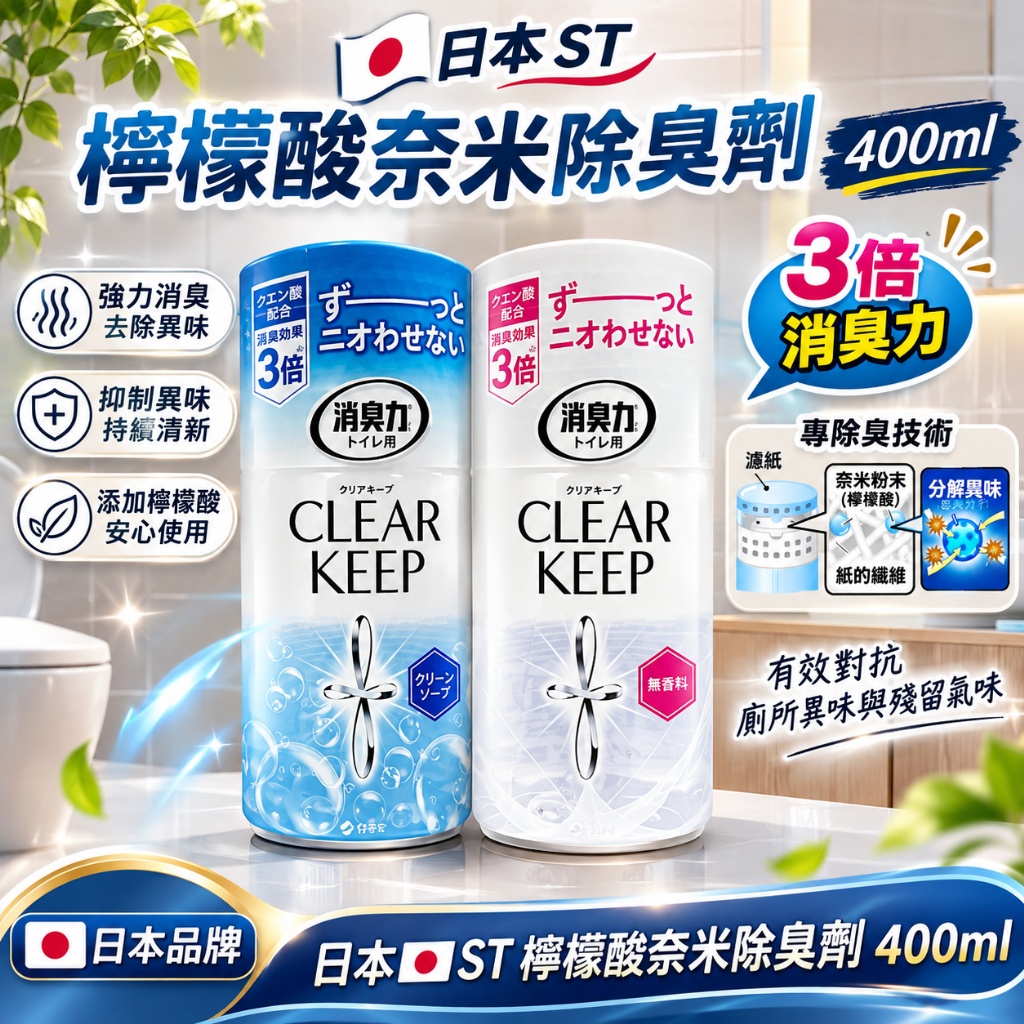 日本 ST
檸檬酸奈米除臭劑
400ml
強力消臭
去除異味
抑制異味
持續清新
添加檸檬酸
安心使用
クエン酸
配合
消臭効果
3倍
ず──っと
ニオわせない
消臭力
トイレ用
クリアキープ
CLEAR
KEEP
クリーン
ソープ
クエン酸
配合
消臭効果
3倍
ず──っと
ニオわせない
消臭力
トイレ用
クリアキープ
CLEAR
KEEP
無香料
3倍
消臭力
專除臭技術
濾紙
奈米粉末
(檸檬酸)
紙的纖維
分解異味
有效對抗
廁所異味與殘留氣味
日本品牌
日本 ST 檸檬酸奈米除臭劑 400ml